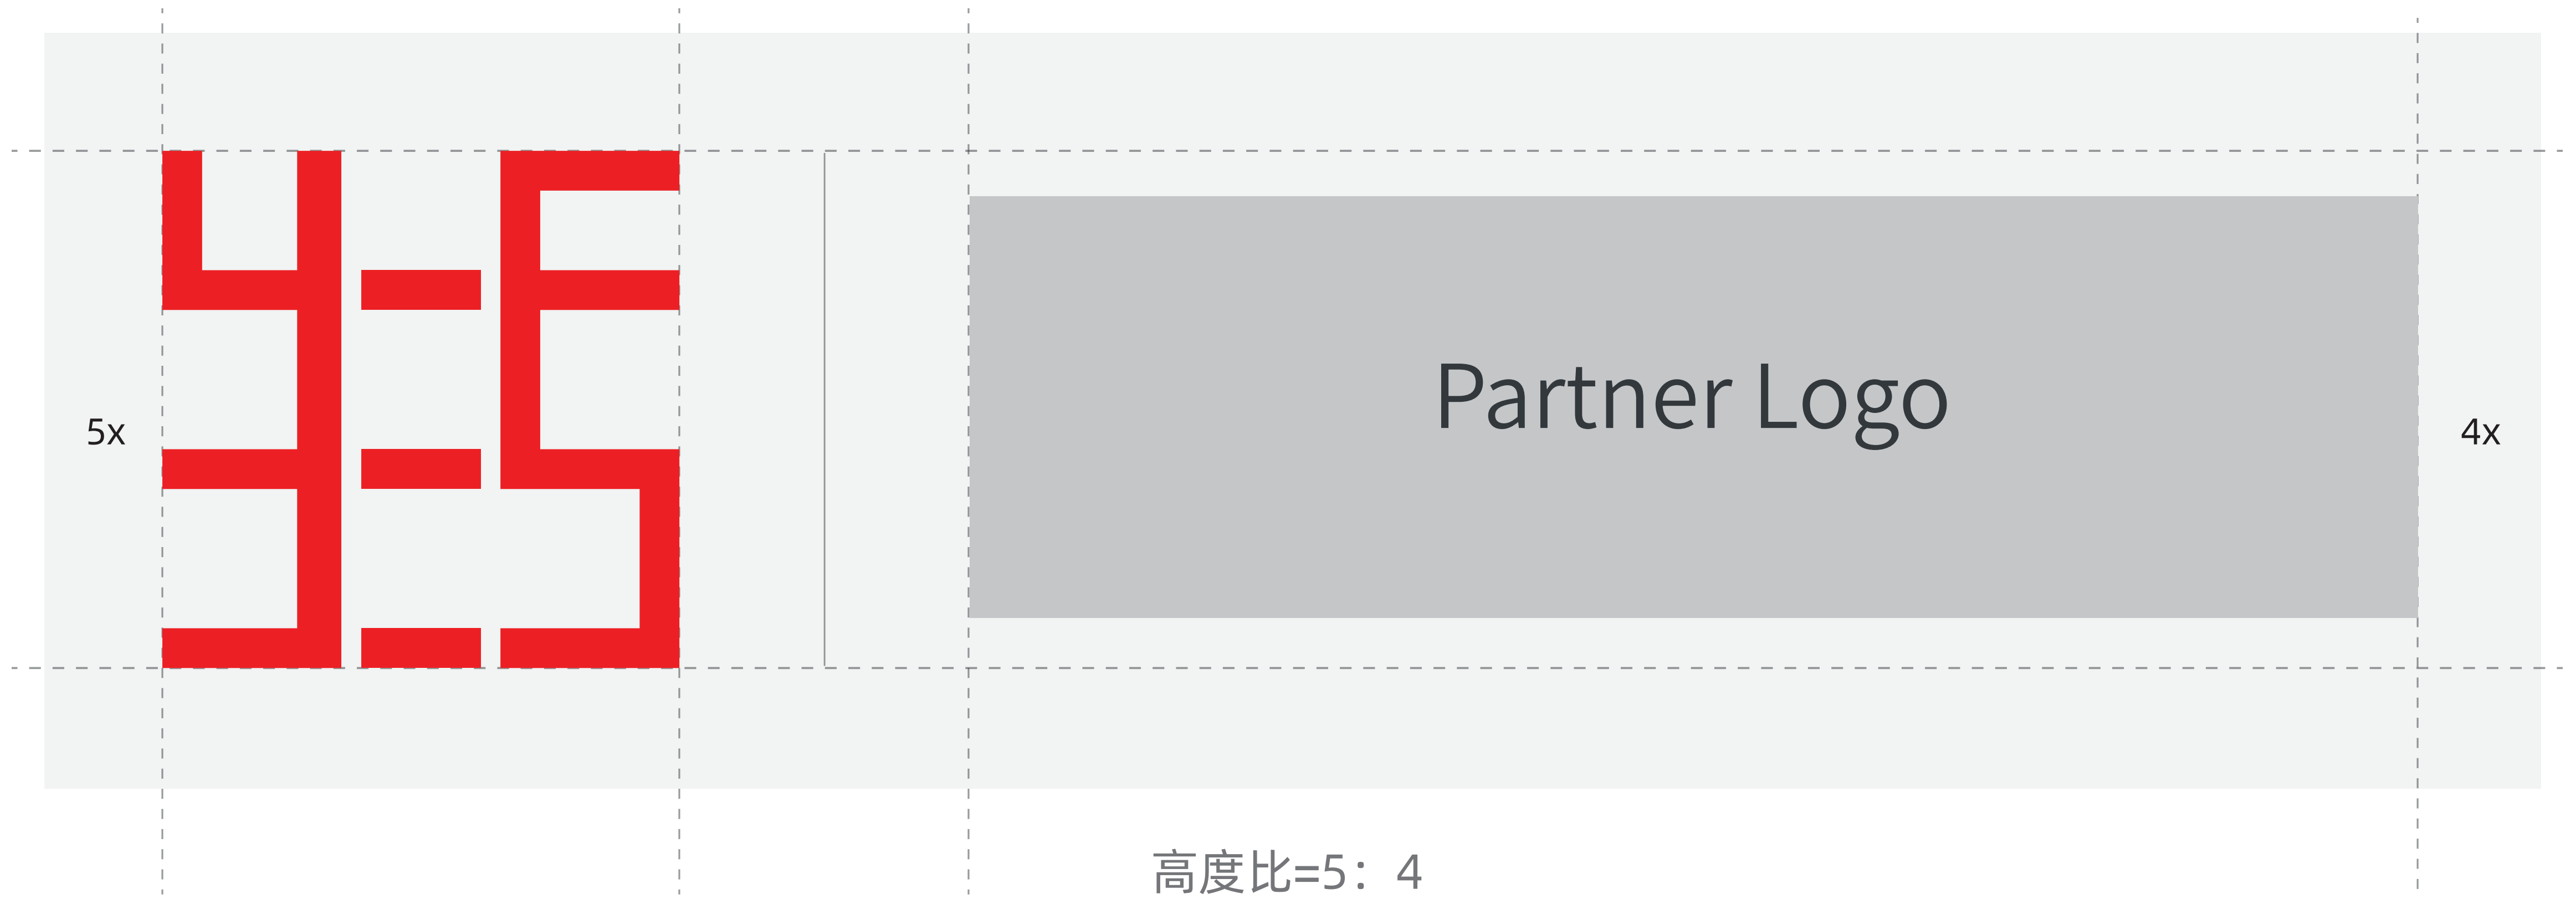 5x
Partner Logo
4x
高度比=5：4